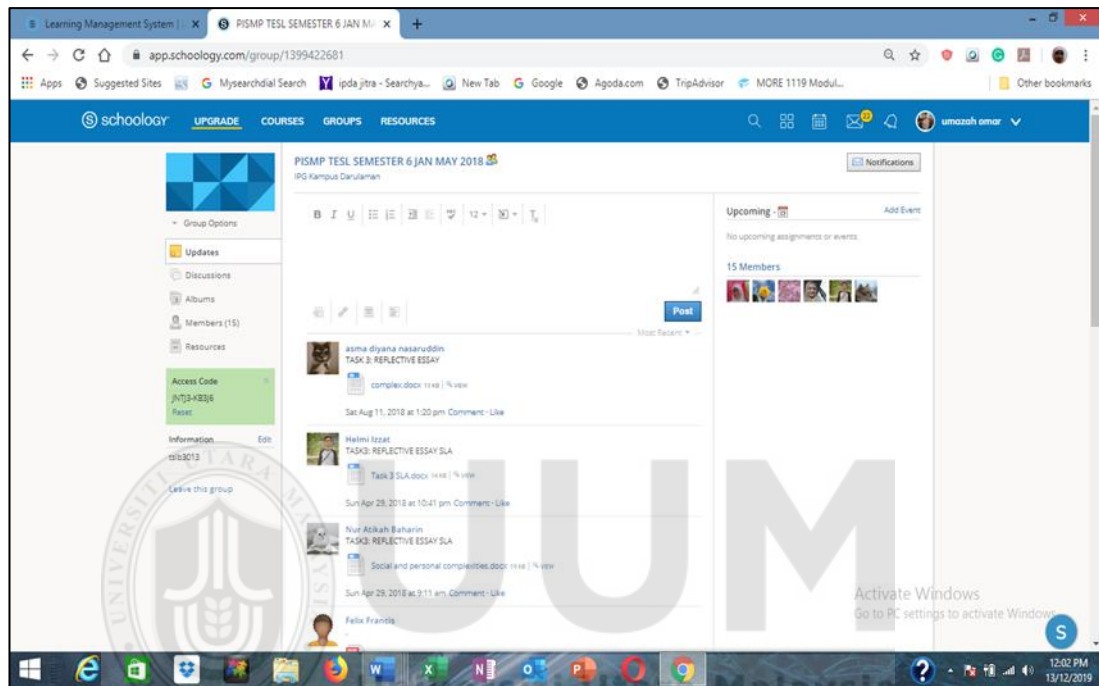 Learning Management System |
PISMP TESL SEMESTER 6 JAN MA
app.schoology.com/group/1399422681
Apps Suggested Sites Mysearchdial Search ipda jitra - Searchya... New Tab Google Agoda.com TripAdvisor MORE 1119 Modul... Other bookmarks
schoology UPGRADE COURSES GROUPS RESOURCES umazah omar
PISMP TESL SEMESTER 6 JAN MAY 2018
IPG Kampus Darulaman
Notifications
Group Options
Updates
Discussions
Albums
Members (15)
Resources
Access Code
Reset
Information Edit
tslb3013
Leave this group
B I U 12
Post
Most Recent
asma diyana nasaruddin
TASK 3: REFLECTIVE ESSAY
complex.docx 13 KB | VIEW
Sat Aug 11, 2018 at 1:20 pm Comment · Like
Helmi Izzat
TASK3: REFLECTIVE ESSAY SLA
Task 3 SLA.docx VIEW
Sun Apr 29, 2018 at 10:41 pm Comment · Like
Nur Atikah Baharin
TASK3: REFLECTIVE ESSAY SLA
Social and personal complexities.docx VIEW
Sun Apr 29, 2018 at 9:11 am Comment · Like
Felix Francis
Upcoming · Add Event
No upcoming assignments or events
15 Members
UUM
Activate Windows
Go to PC settings to activate Windows.
S
12:02 PM
13/12/2019